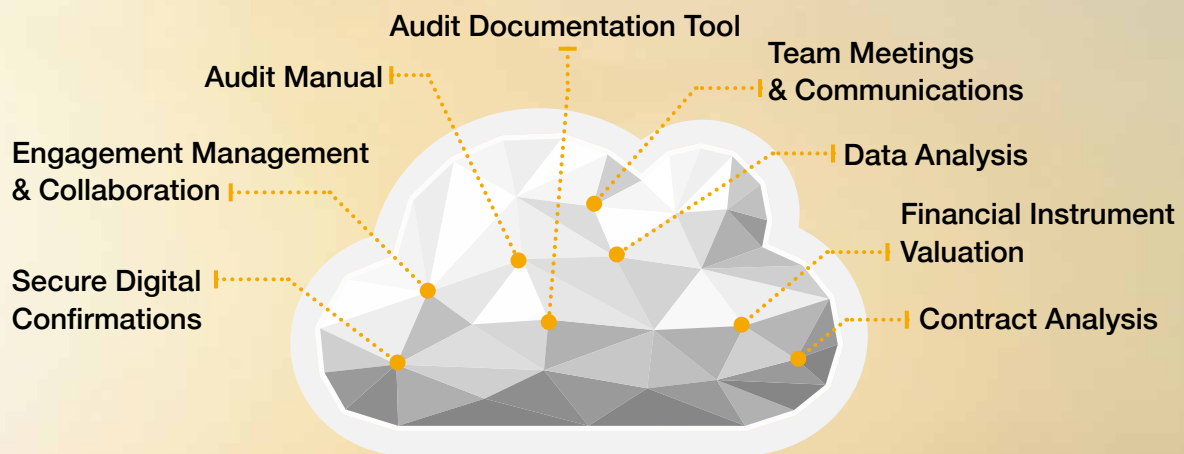 Audit Documentation Tool
Audit Manual
Team Meetings
& Communications
Engagement Management
& Collaboration
Data Analysis
Financial Instrument
Valuation
Secure Digital
Confirmations
Contract Analysis